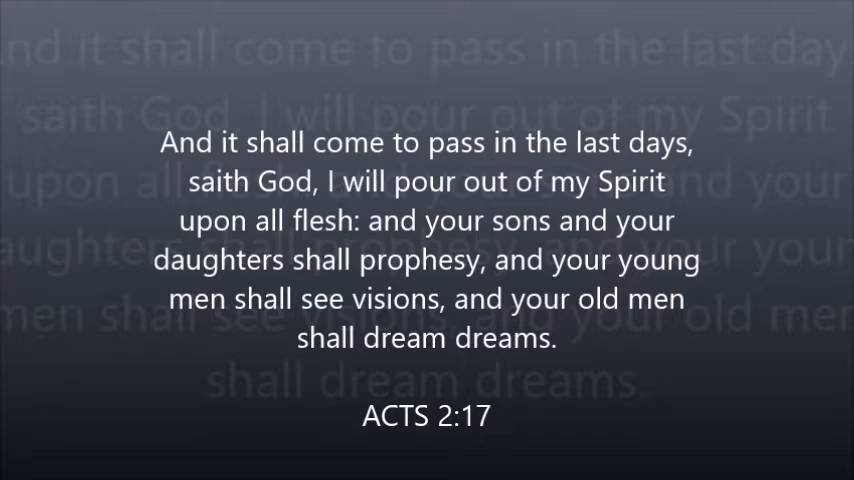 And it shall come to pass in the last days,
saith God, I will pour out of my Spirit
upon all flesh: and your sons and your
daughters shall prophesy, and your young
men shall see visions, and your old men
shall dream dreams.
ACTS 2:17